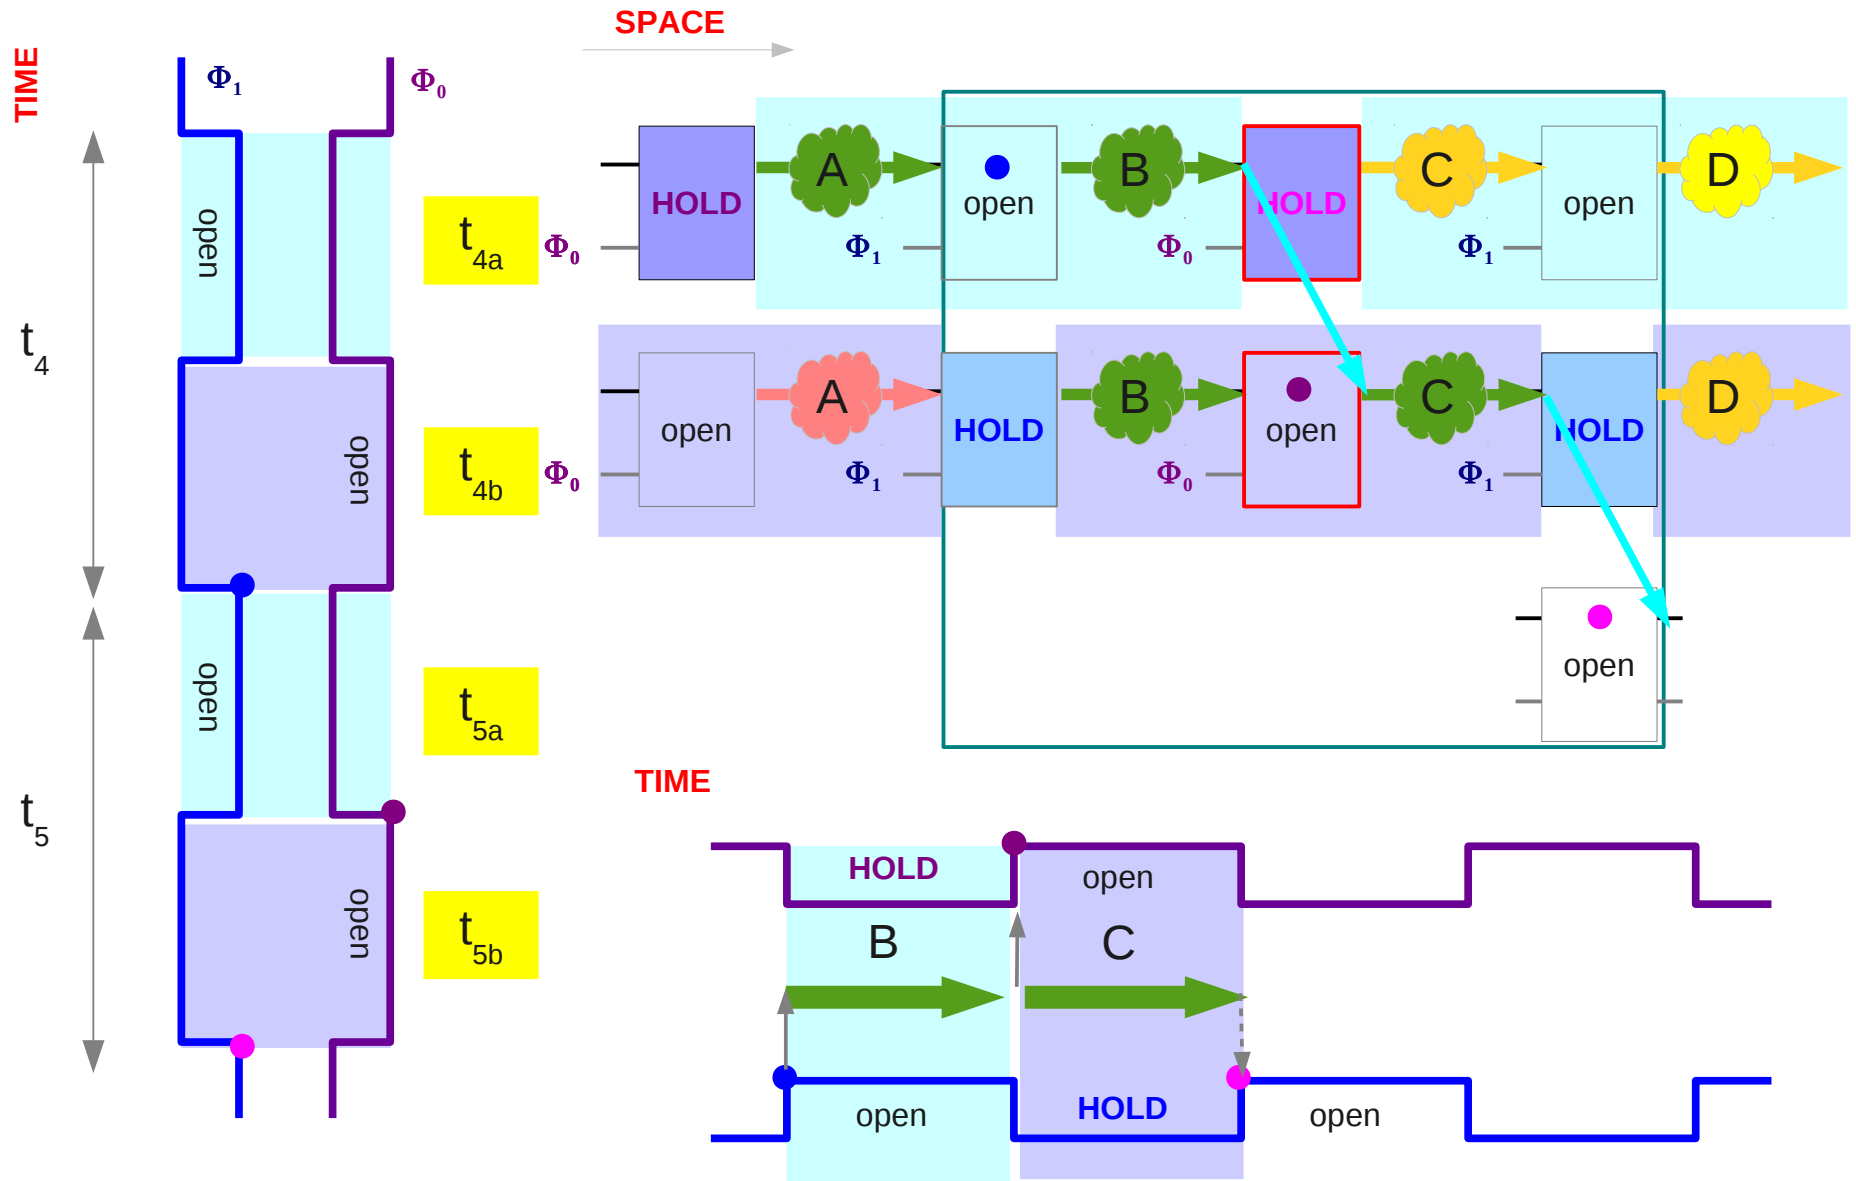 SPACE
TIME
Φ1
Φ0
open
t4a
Φ0
HOLD
A
Φ1
open
B
Φ0
HOLD
C
Φ1
open
D
t4
open
t4b
Φ0
open
A
Φ1
HOLD
B
Φ0
open
C
Φ1
HOLD
D
open
open
t5a
TIME
t5
open
t5b
HOLD
open
B
C
open
HOLD
open